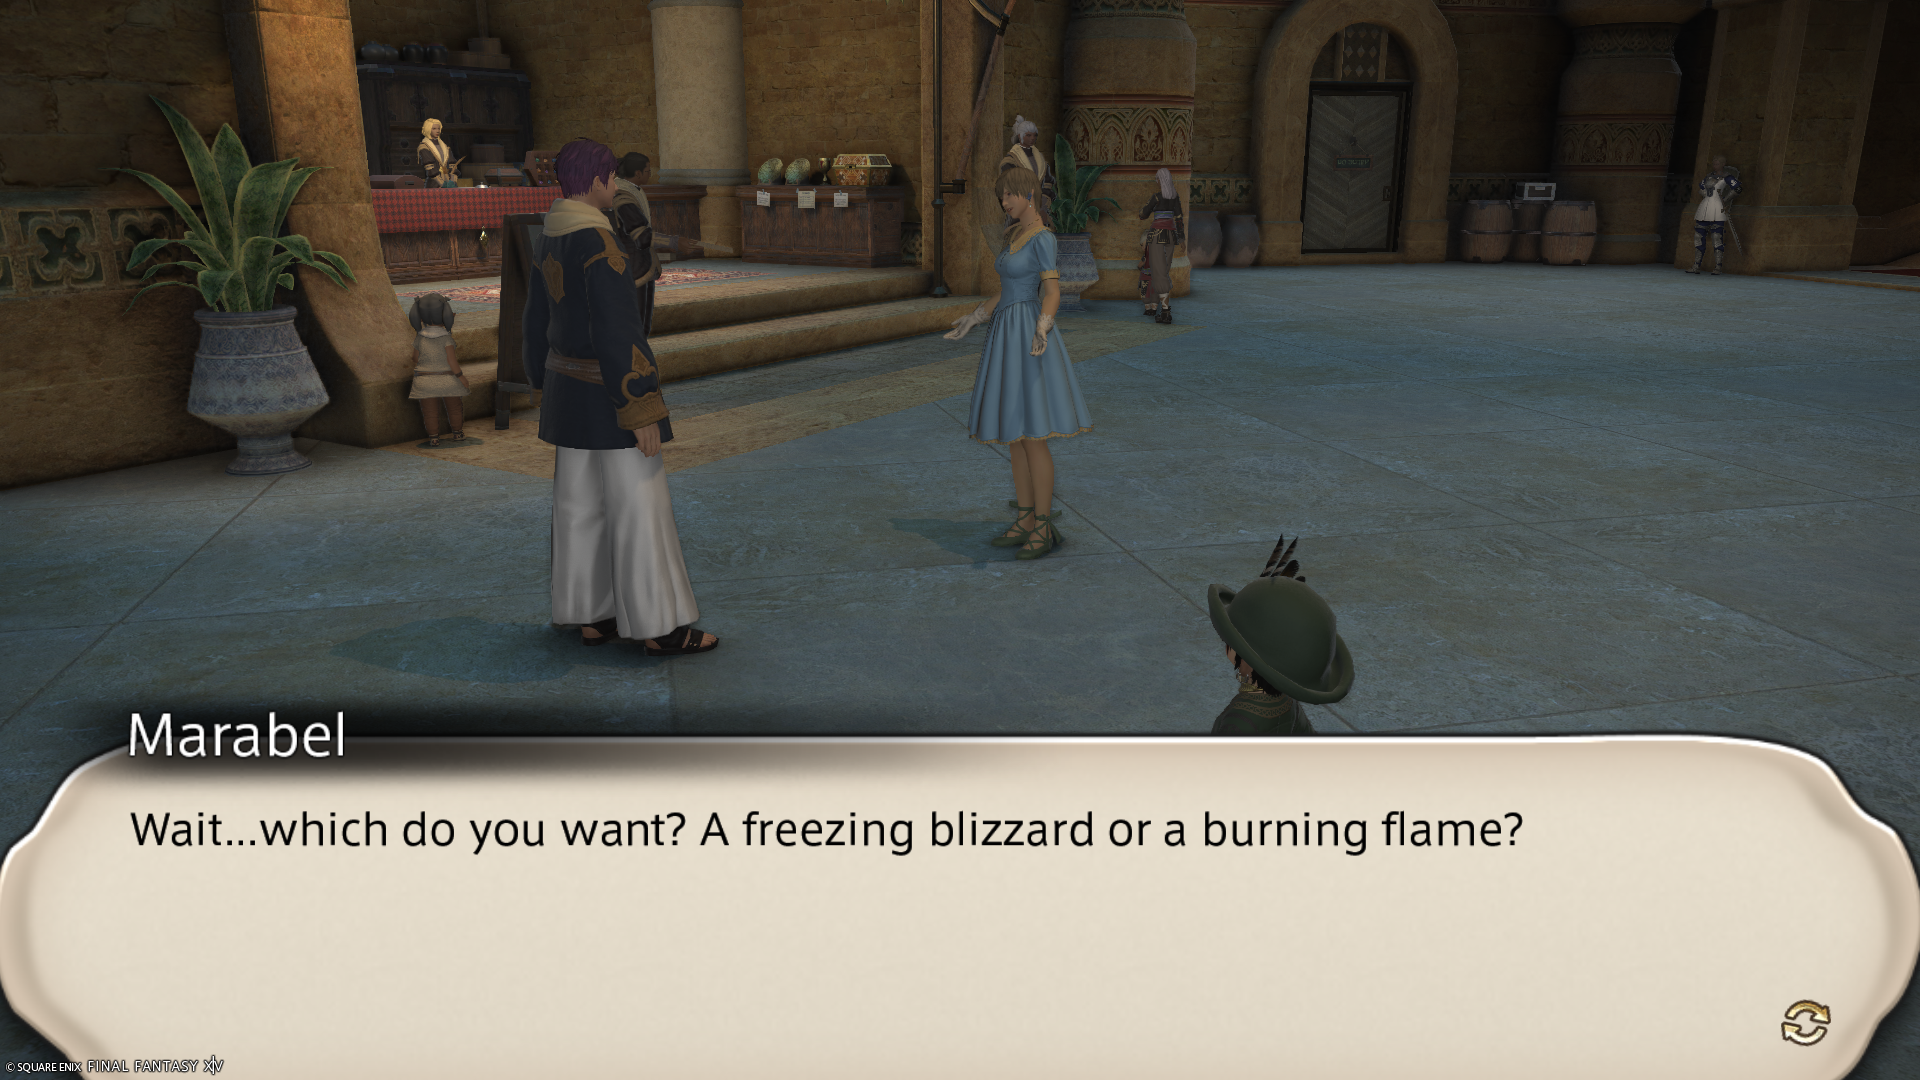 Marabel
Wait...which do you want? A freezing blizzard or a burning flame?
© SQUARE ENIX FINAL FANTASY XIV